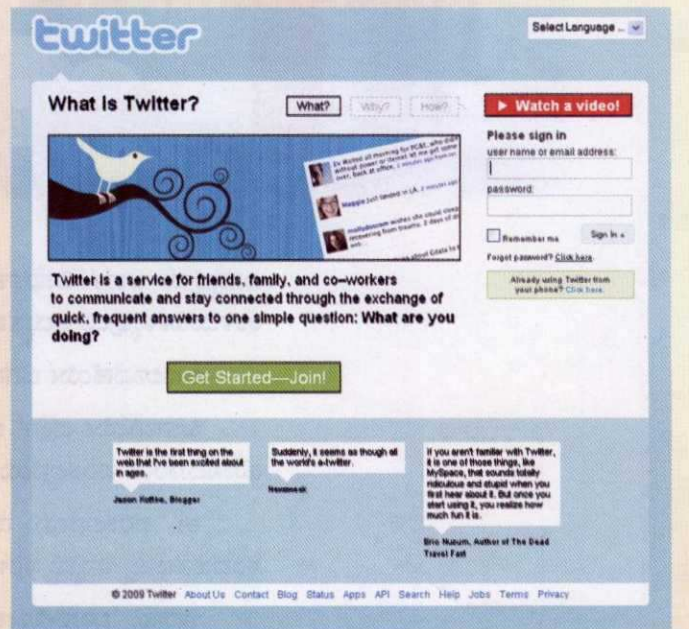 twitter
Select Language ...
What is Twitter?
What?
Why?
How?
Watch a video!
Please sign in
user name or email address:
password:
Remember me
Sign In
Forgot password? Click here.
Already using Twitter from
your phone? Click here.
Maggie just landed in LA.
Twitter is a service for friends, family, and co–workers
to communicate and stay connected through the exchange of
quick, frequent answers to one simple question: What are you
doing?
Get Started—Join!
Twitter is the first thing on the
web that I've been excited about
in ages.
Jason Kottke, Blogger
Suddenly, it seems as though all
the world's a-twitter.
Newsweek
If you aren't familiar with Twitter,
it is one of those things, like
MySpace, that sounds totally
ridiculous and stupid when you
first hear about it. But once you
start using it, you realize how
much fun it is.
Eric Nuzum, Author of The Dead
Travel Fast
© 2009 Twitter About Us Contact Blog Status Apps API Search Help Jobs Terms Privacy